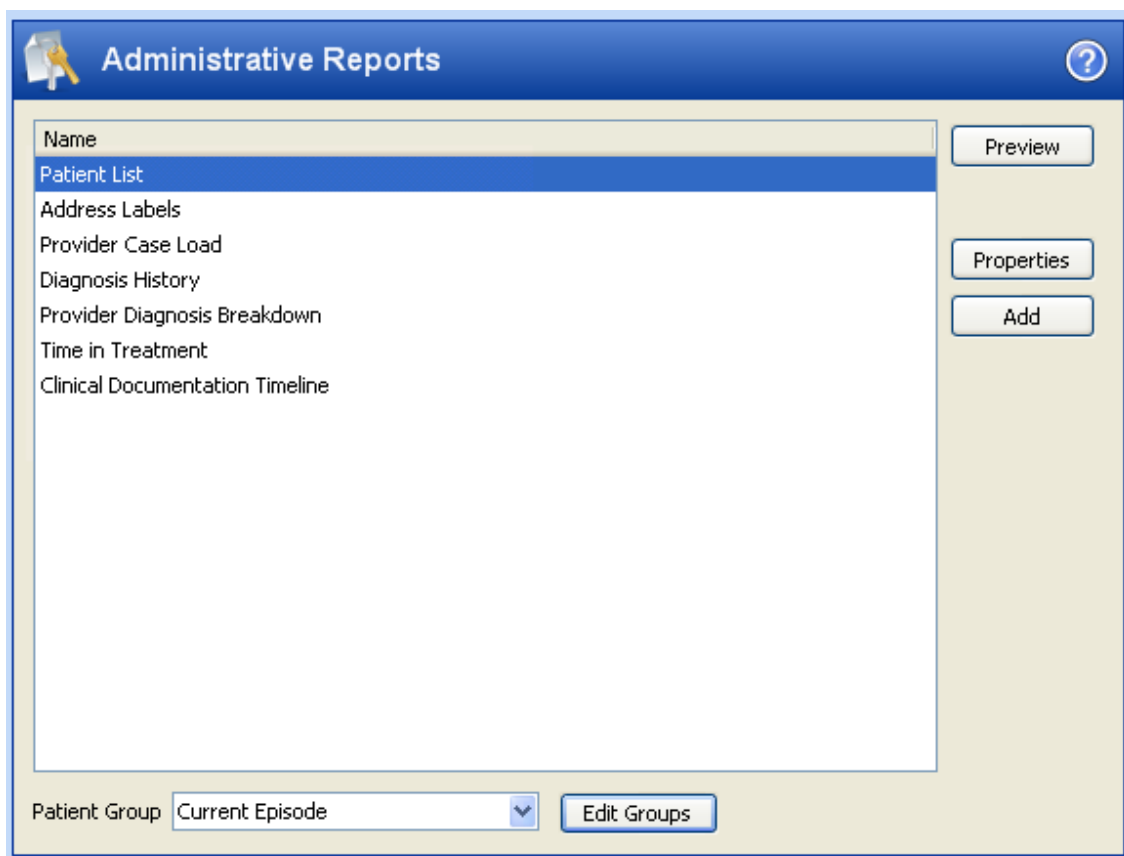 Administrative Reports
?
Name
Preview
Patient List
Address Labels
Provider Case Load
Properties
Diagnosis History
Provider Diagnosis Breakdown
Add
Time in Treatment
Clinical Documentation Timeline
Patient Group Current Episode Edit Groups